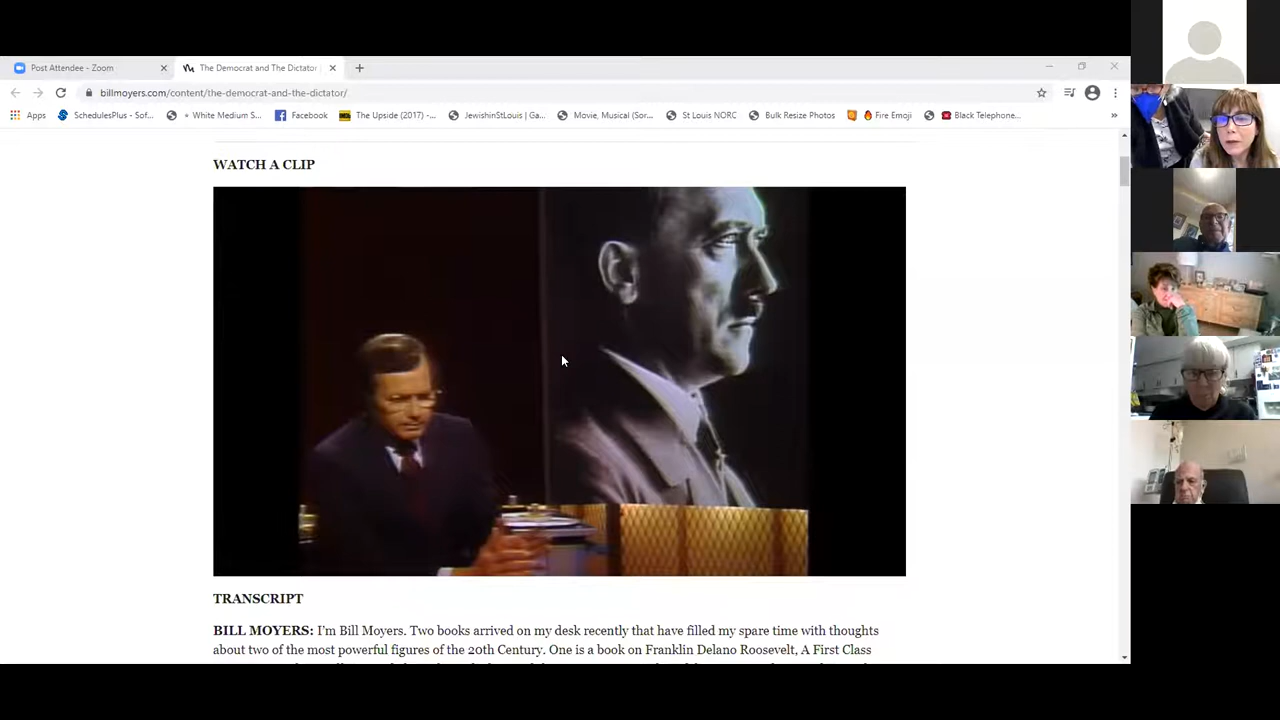 Post Attendee - Zoom
The Democrat and The Dictator
billmoyers.com/content/the-democrat-and-the-dictator/
Apps
SchedulesPlus - Sof...
White Medium S...
Facebook
The Upside (2017) -...
JewishinStLouis | Ga...
Movie, Musical (Sor...
St Louis NORC
Bulk Resize Photos
Fire Emoji
Black Telephone...
WATCH A CLIP
TRANSCRIPT
BILL MOYERS: I'm Bill Moyers. Two books arrived on my desk recently that have filled my spare time with thoughts
about two of the most powerful figures of the 20th Century. One is a book on Franklin Delano Roosevelt, A First Class